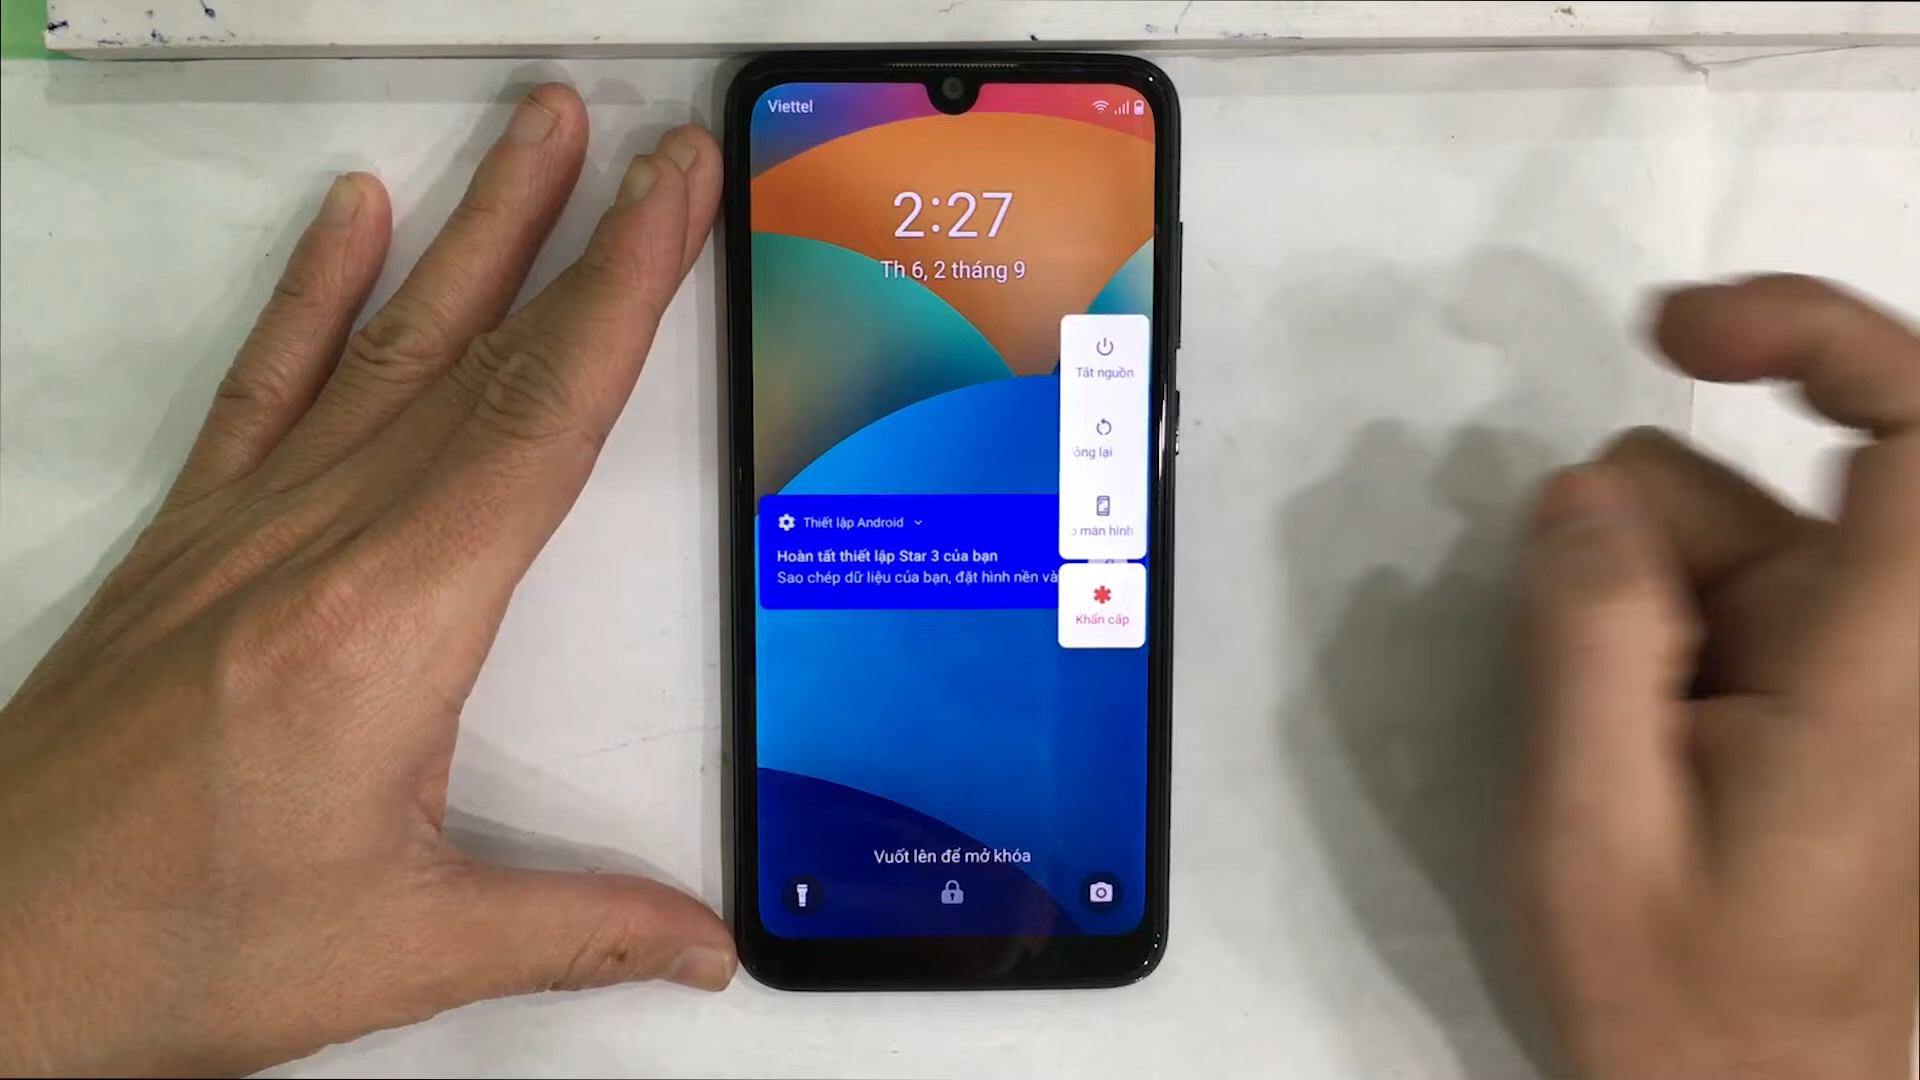 Viettel
2:27
Th 6, 2 tháng 9
Tắt nguồn
ộng lại
màn hình
Thiết lập Android
Hoàn tất thiết lập Star 3 của bạn
Sao chép dữ liệu của bạn, đặt hình nền và
Khẩn cấp
Vuốt lên để mở khóa